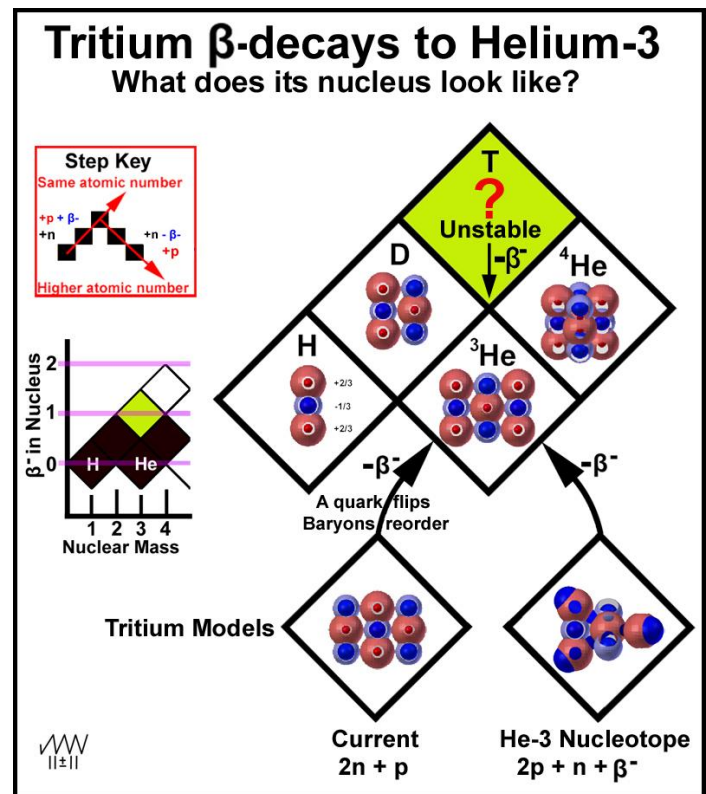 Tritium β-decays to Helium-3
What does its nucleus look like?
Step Key
Same atomic number
+p + β-
+n
+n - β-
+p
Higher atomic number
T
?
Unstable
-β-
D
⁴He
H
+2/3
-1/3
+2/3
³He
β- in Nucleus
2
1
0
H He
1 2 3 4
Nuclear Mass
-β-
-β-
A quark flips
Baryons reorder
Tritium Models
Current
2n + p
He-3 Nucleotope
2p + n + β-
||±||